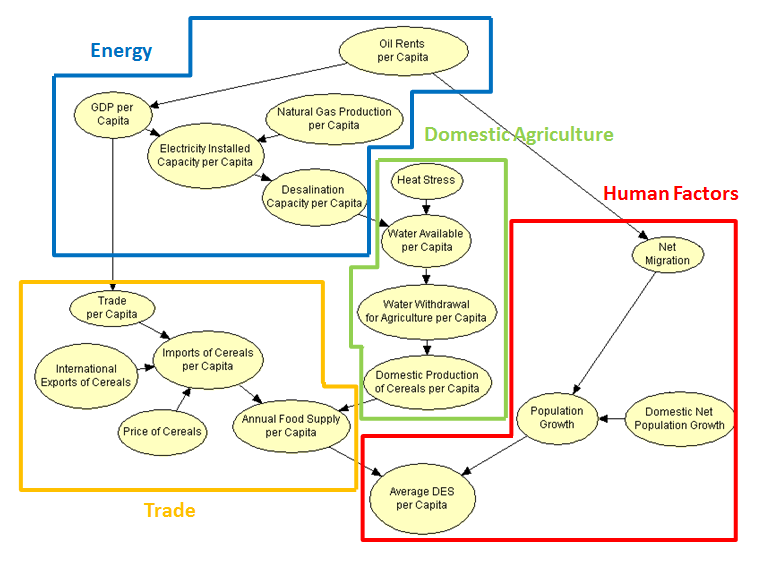 Energy
Oil Rents
per Capita
GDP per
Capita
Natural Gas Production
per Capita
Electricity Installed
Capacity per Capita
Desalination
Capacity per Capita
Domestic Agriculture
Heat Stress
Water Available
per Capita
Water Withdrawal
for Agriculture per Capita
Domestic Production
of Cereals per Capita
Human Factors
Net
Migration
Population
Growth
Domestic Net
Population Growth
Average DES
per Capita
Trade
per Capita
Imports of Cereals
per Capita
International
Exports of Cereals
Price of Cereals
Annual Food Supply
per Capita
Trade